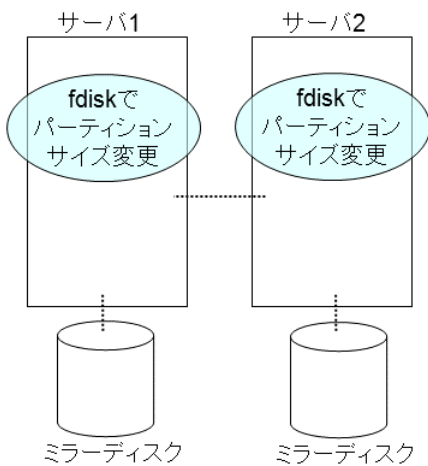 サーバ1
サーバ2
fdiskで
パーティション
サイズ変更
fdiskで
パーティション
サイズ変更
ミラーディスク
ミラーディスク